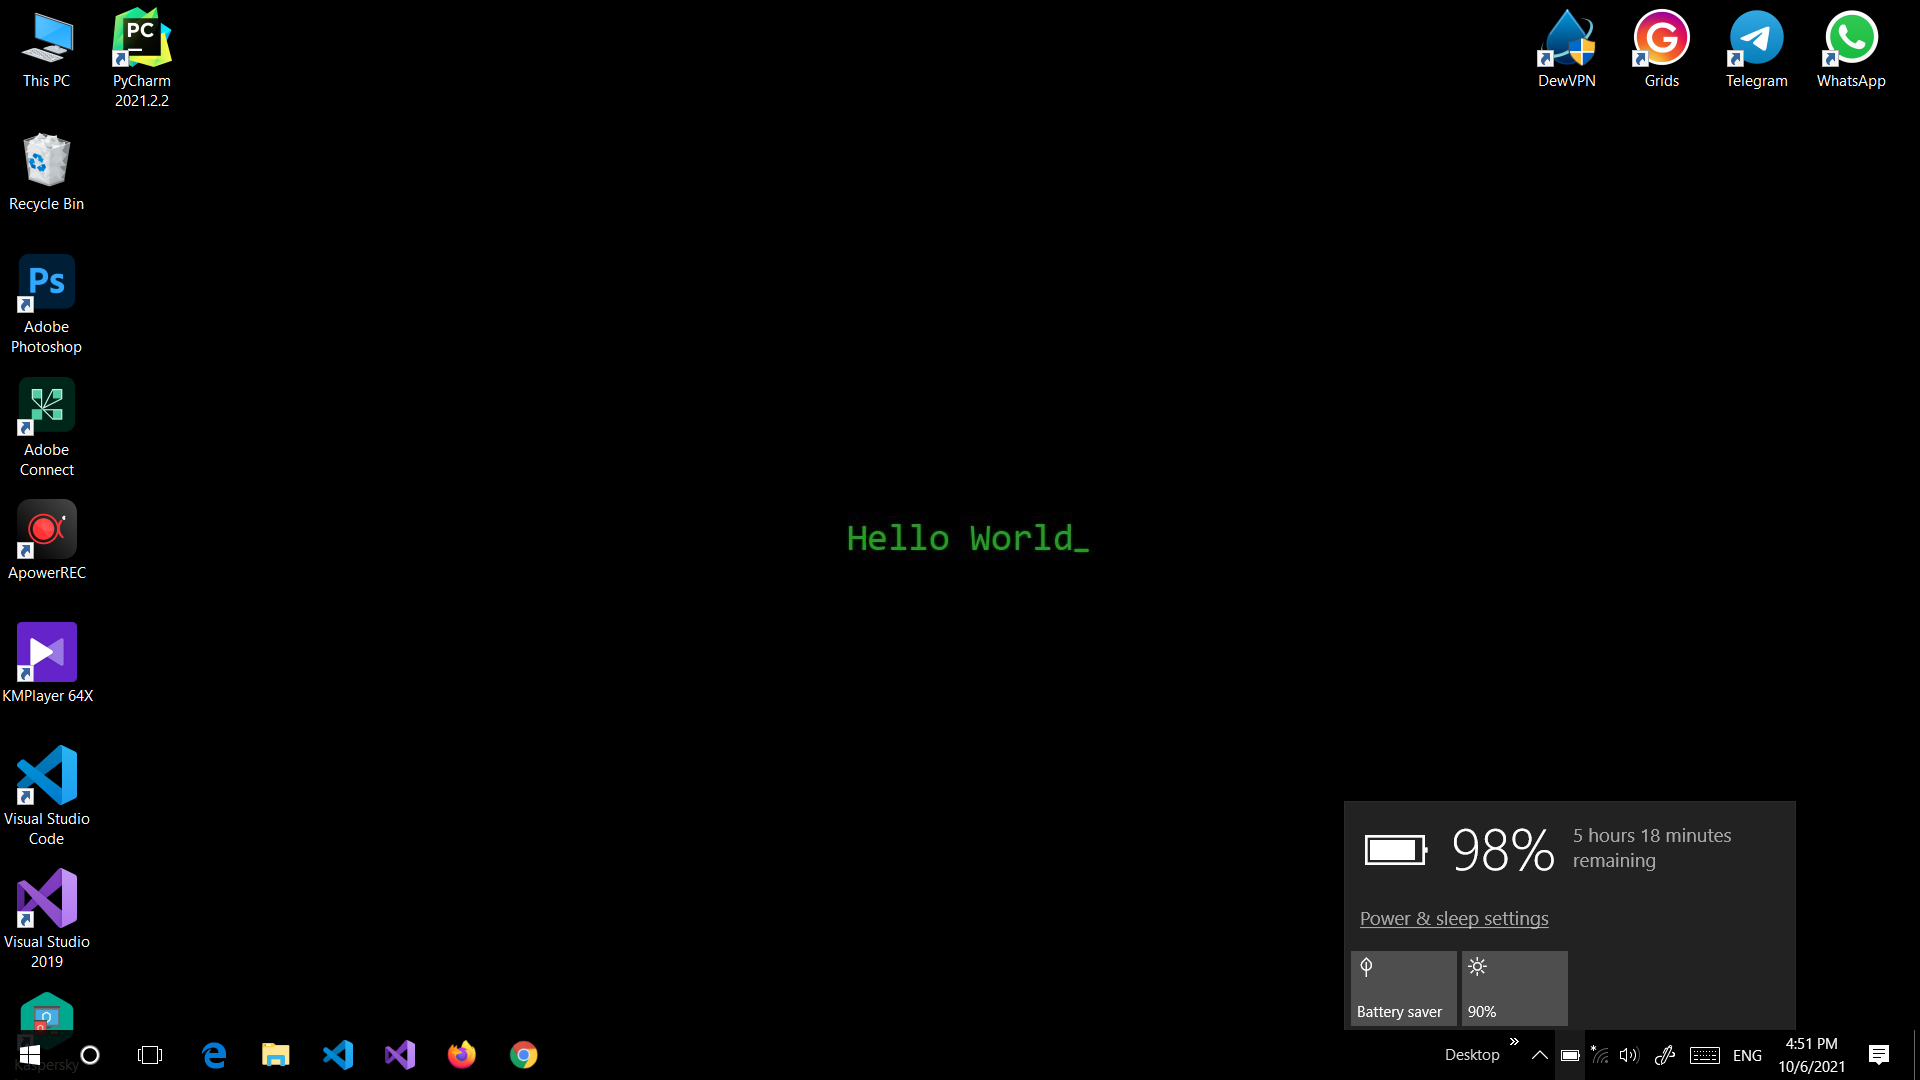 This PC
PC
PyCharm
2021.2.2
DewVPN
G
Grids
Telegram
WhatsApp
Recycle Bin
Ps
Adobe
Photoshop
Adobe
Connect
ApowerREC
Hello World_
KMPlayer 64X
Visual Studio
Code
Visual Studio
2019
Kaspersky
98%
5 hours 18 minutes
remaining
Power & sleep settings
Battery saver
90%
Desktop
ENG
4:51 PM
10/6/2021